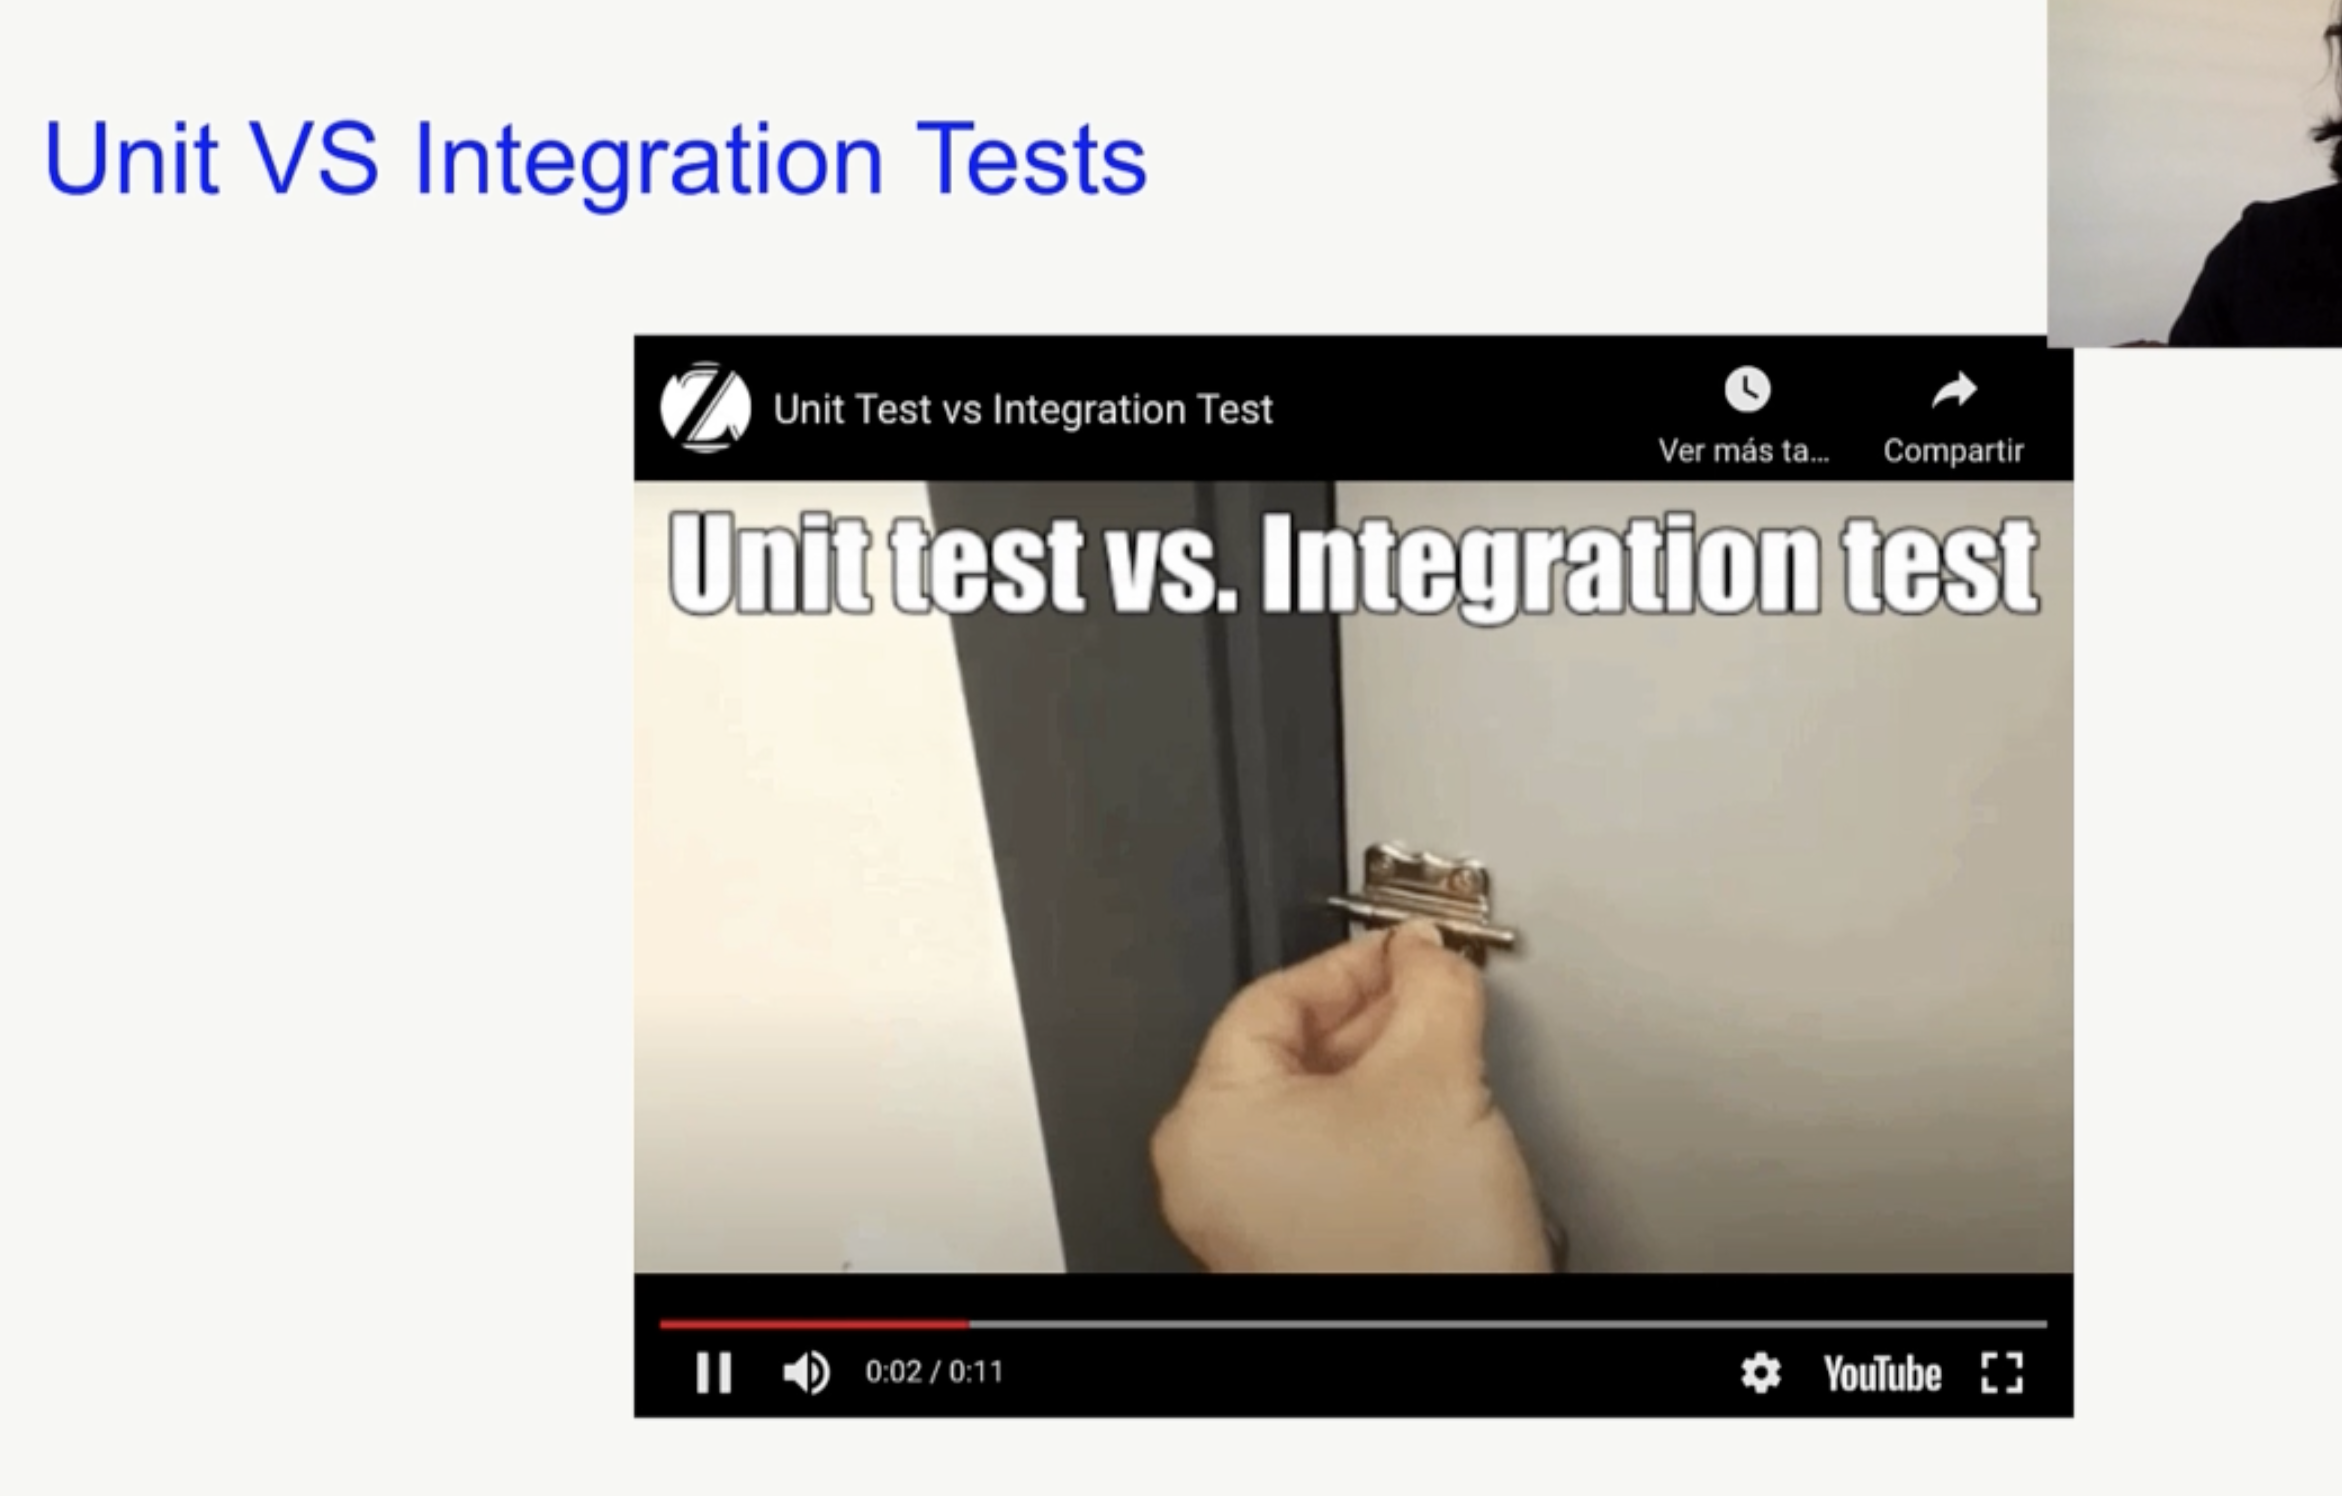 Unit VS Integration Tests
Unit Test vs Integration Test
Ver más ta...
Compartir
Unit test vs. Integration test
0:02 / 0:11
YouTube